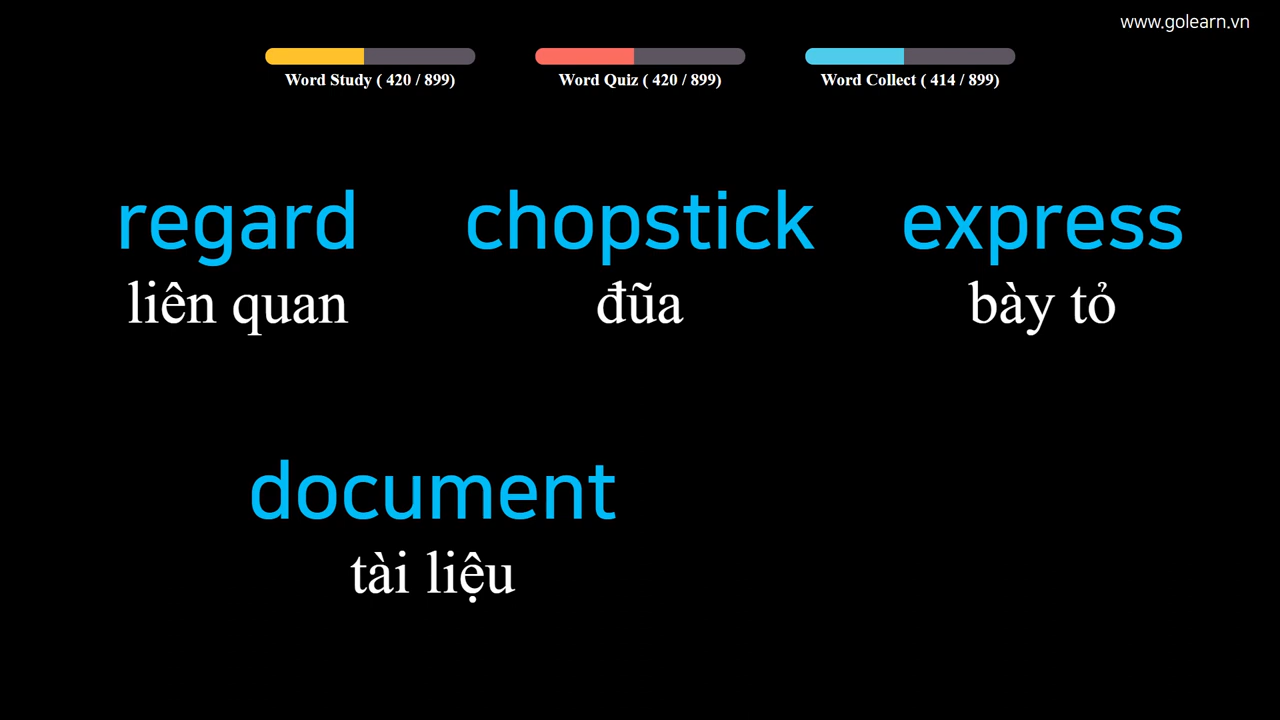 www.golearn.vn
Word Study ( 420 / 899) Word Quiz ( 420 / 899) Word Collect ( 414 / 899)
regard chopstick express
liên quan đũa bày tỏ
document
tài liệu